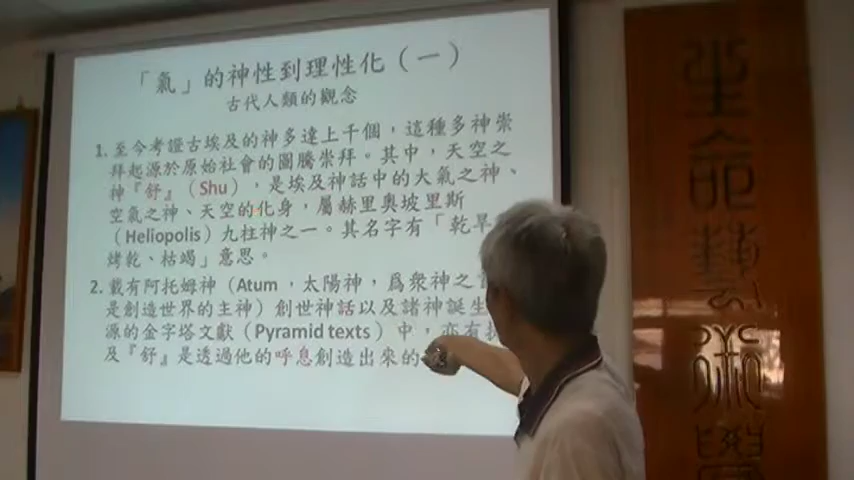 「氣」的神性到理性化（一）
古代人類的觀念
1. 至今考證古埃及的神多達上千個，這種多神崇
拜起源於原始社會的圖騰崇拜。其中，天空之
神『舒』（Shu），是埃及神話中的大氣之神、
空氣之神、天空的化身，屬赫里奧坡里斯
（Heliopolis）九柱神之一。其名字有「乾旱
烤乾、枯竭」意思。
2. 載有阿托姆神（Atum，太陽神，爲衆神之
是創造世界的主神）創世神話以及諸神誕生
源的金字塔文獻（Pyramid texts）中，亦有
及『舒』是透過他的呼息創造出來的
生命藝術